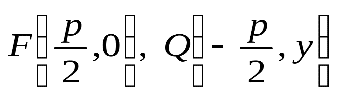 F▯p/2,0▯, Q▯- p/2, y▯